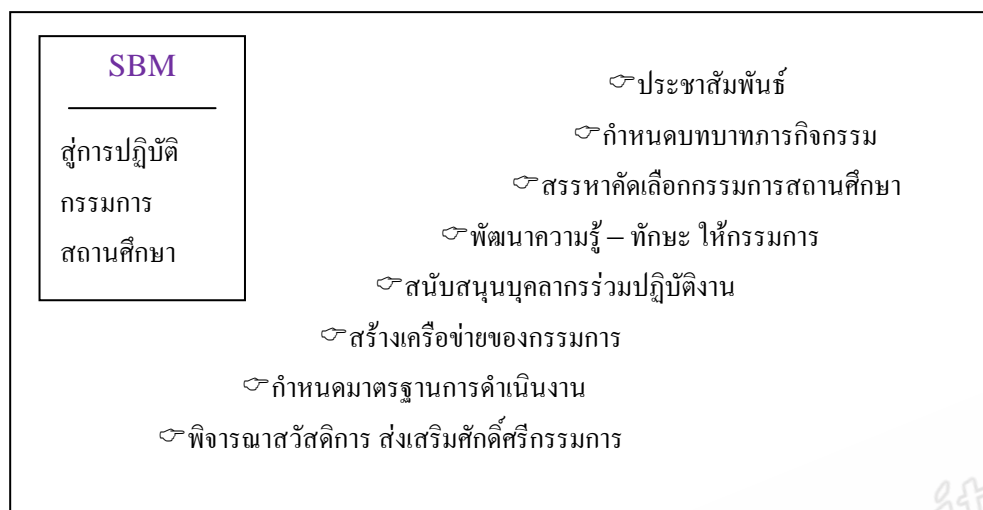 SBM
สู่การปฏิบัติ
กรรมการ
สถานศึกษา
☞ประชาสัมพันธ์
☞กำหนดบทบาทภารกิจกรรม
☞สรรหาคัดเลือกกรรมการสถานศึกษา
☞พัฒนาความรู้ – ทักษะ ให้กรรมการ
☞สนับสนุนบุคลากรร่วมปฏิบัติงาน
☞สร้างเครือข่ายของกรรมการ
☞กำหนดมาตรฐานการดำเนินงาน
☞พิจารณาสวัสดิการ ส่งเสริมศักดิ์ศรีกรรมการ